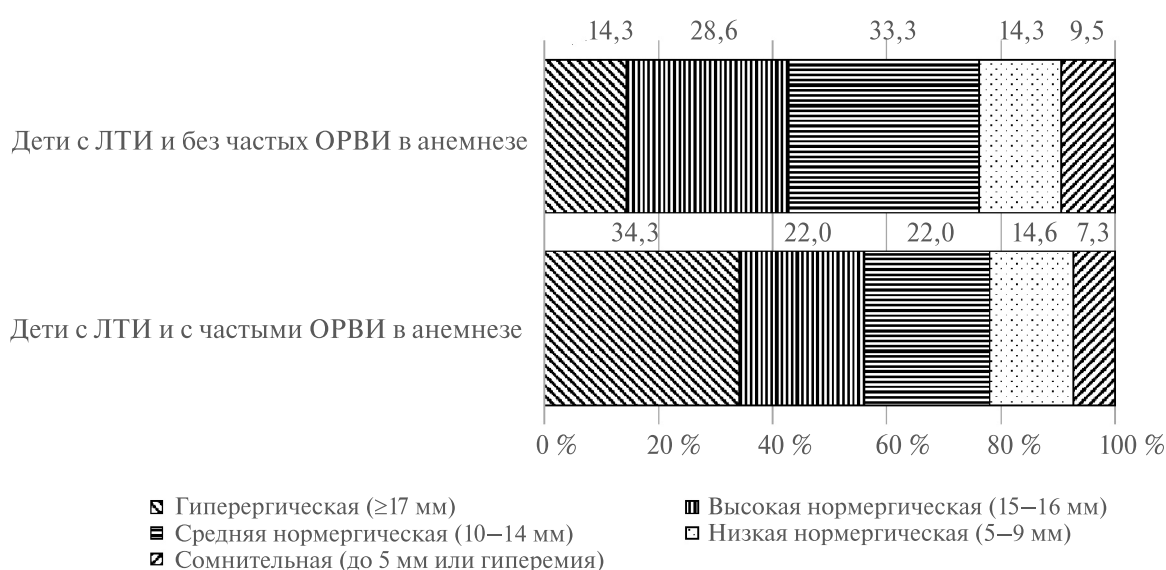 14,3 28,6 33,3 14,3 9,5
Дети с ЛТИ и без частых ОРВИ в анемнезе
34,3 22,0 22,0 14,6 7,3
Дети с ЛТИ и с частыми ОРВИ в анемнезе
0 % 20 % 40 % 60 % 80 % 100 %
Гиперергическая (≥17 мм) Высокая нормергическая (15–16 мм)
Средняя нормергическая (10–14 мм) Низкая нормергическая (5–9 мм)
Сомнительная (до 5 мм или гиперемия)